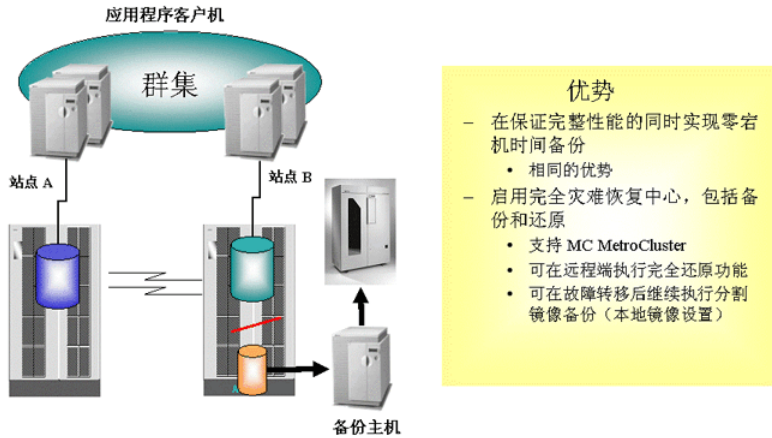 应用程序客户机
群集
站点 A
站点 B
A
备份主机
优势
– 在保证完整性能的同时实现零宕
机时间备份
• 相同的优势
– 启用完全灾难恢复中心，包括备
份和还原
• 支持 MC MetroCluster
• 可在远程端执行完全还原功能
• 可在故障转移后继续执行分割
镜像备份（本地镜像设置）